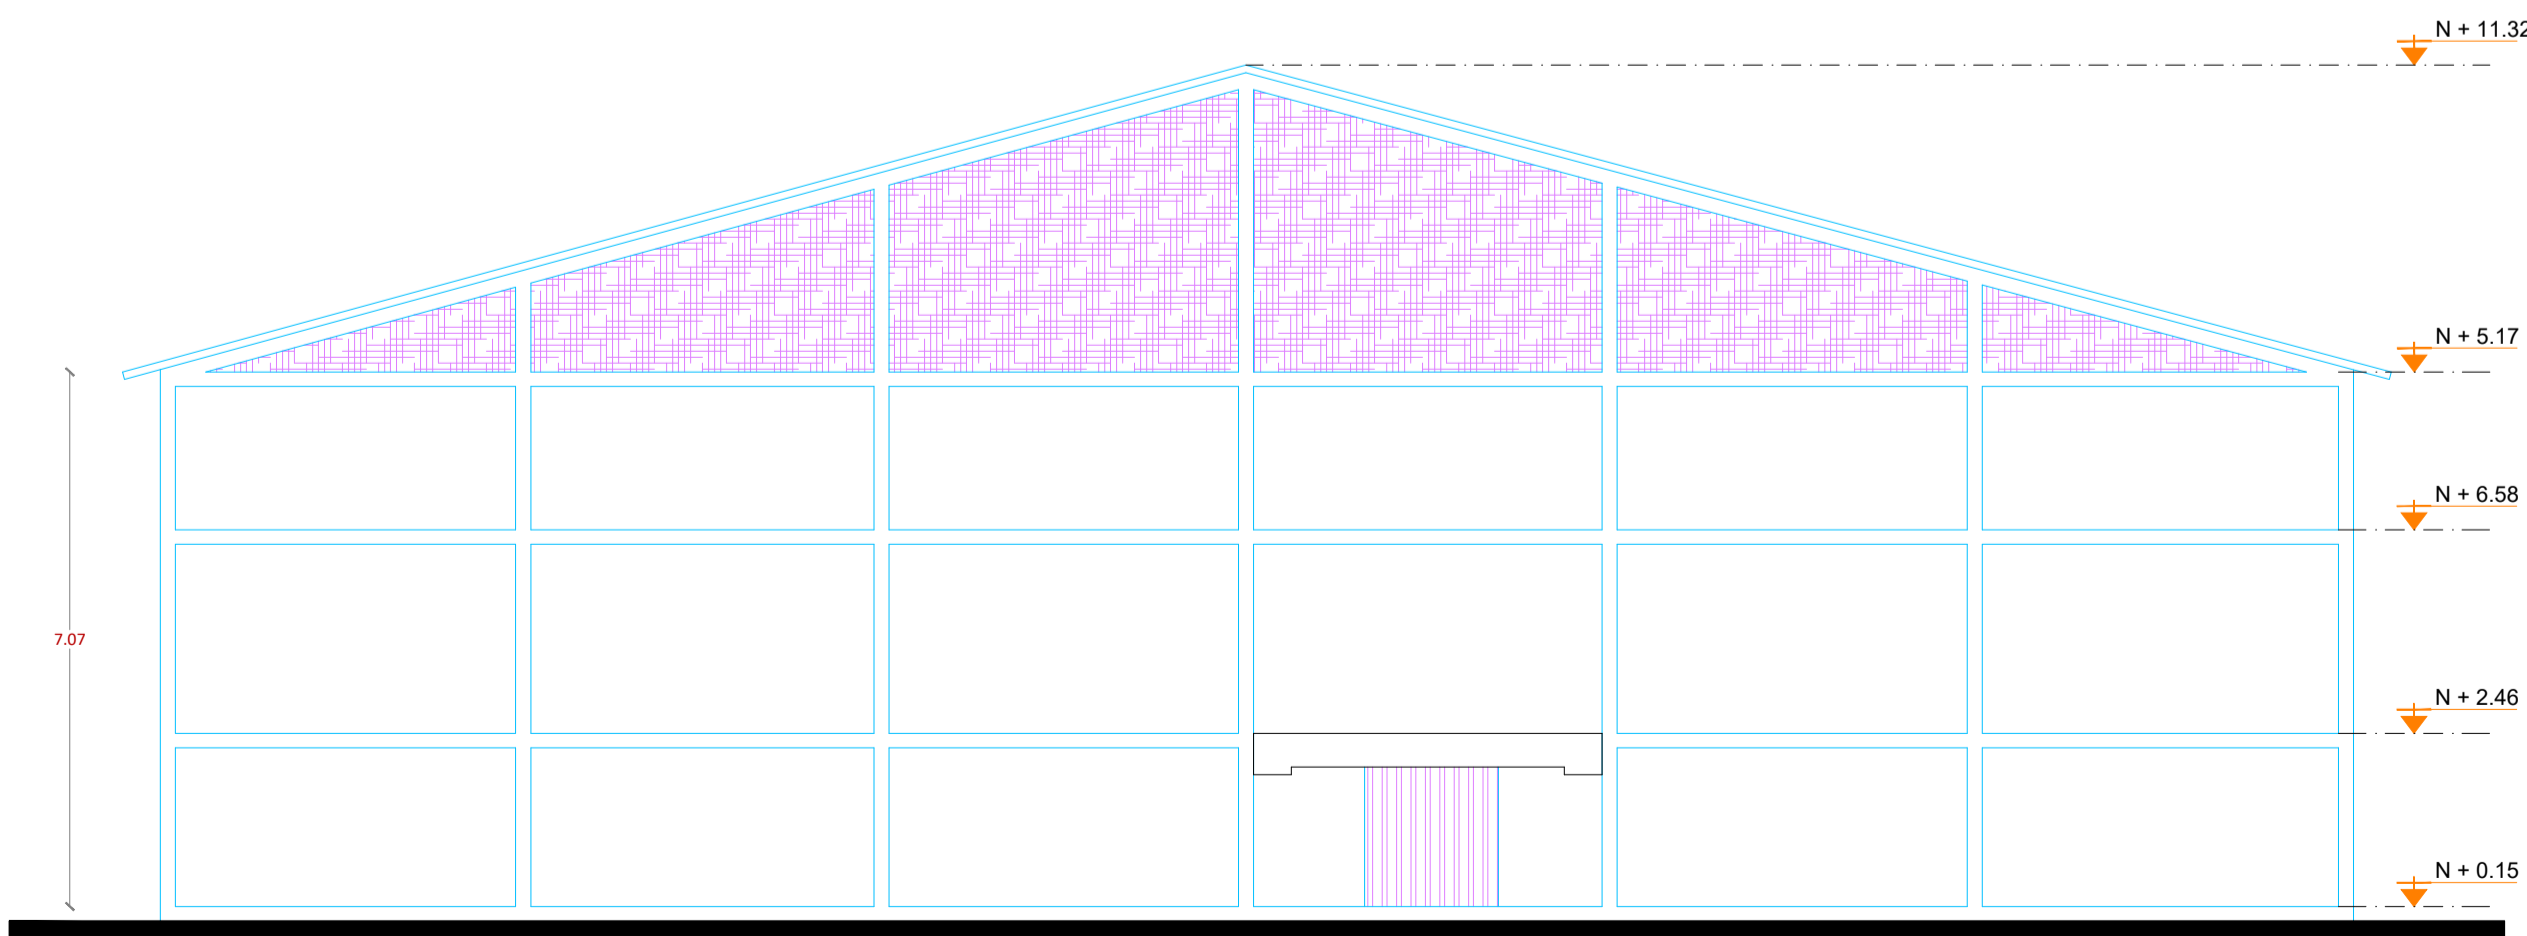 N + 11.32
N + 5.17
N + 6.58
7.07
N + 2.46
N + 0.15